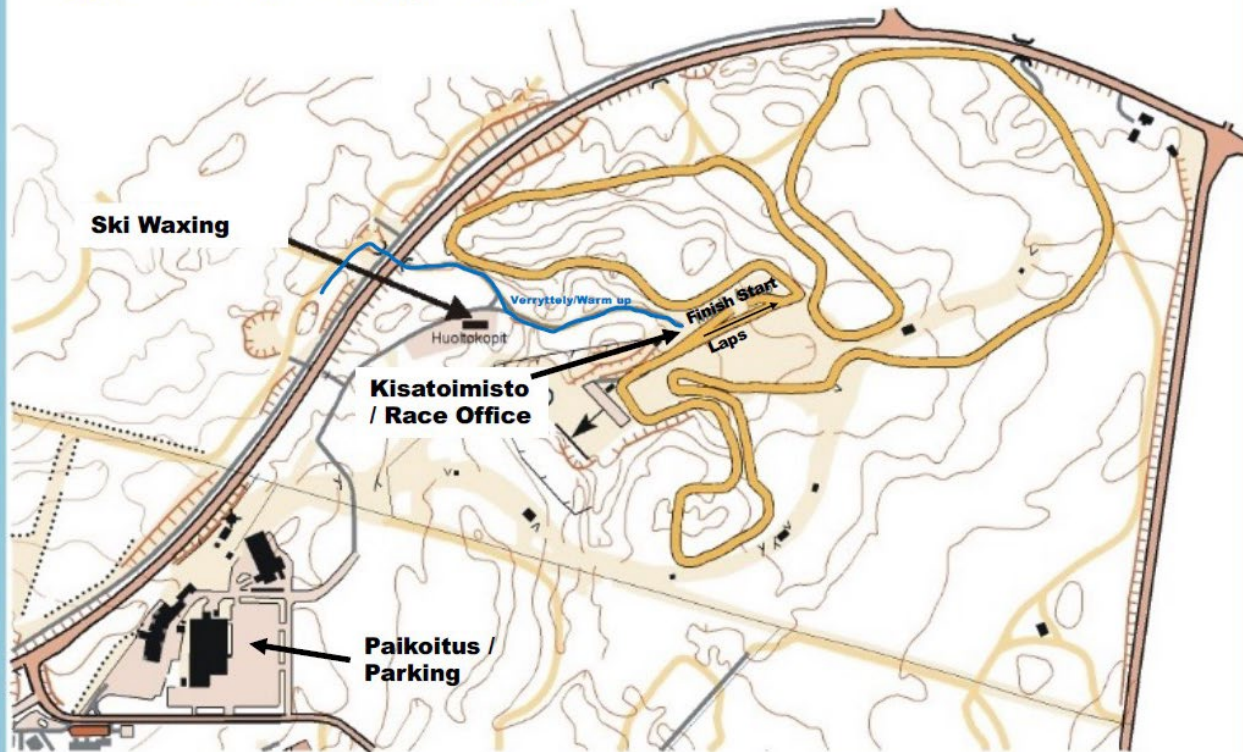 Ski Waxing
Verryttely/Warm up
Finish Start
Laps
Huoltokopit
Kisatoimisto
/ Race Office
Paikoitus /
Parking